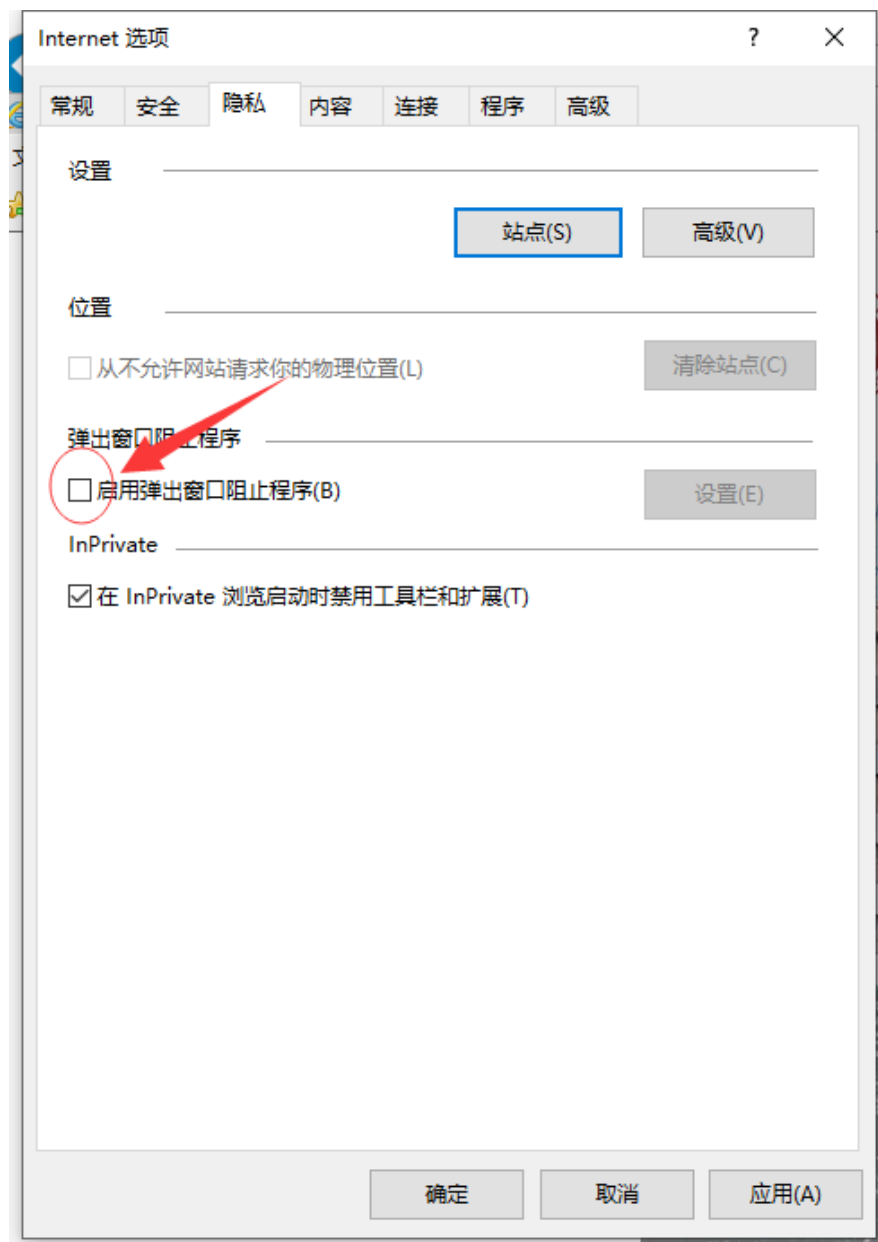 Internet 选项
常规 安全 隐私 内容 连接 程序 高级
设置
站点(S) 高级(V)
位置
从不允许网站请求你的物理位置(L) 清除站点(C)
弹出窗口阻止程序
启用弹出窗口阻止程序(B) 设置(E)
InPrivate
在 InPrivate 浏览启动时禁用工具栏和扩展(T)
确定 取消 应用(A)